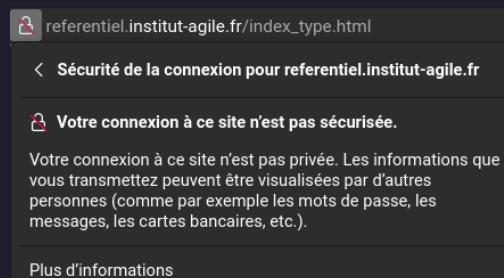 referentiel.institut-agile.fr/index_type.html
Sécurité de la connexion pour referentiel.institut-agile.fr
Votre connexion à ce site n’est pas sécurisée.
Votre connexion à ce site n’est pas privée. Les informations que
vous transmettez peuvent être visualisées par d’autres
personnes (comme par exemple les mots de passe, les
messages, les cartes bancaires, etc.).
Plus d’informations